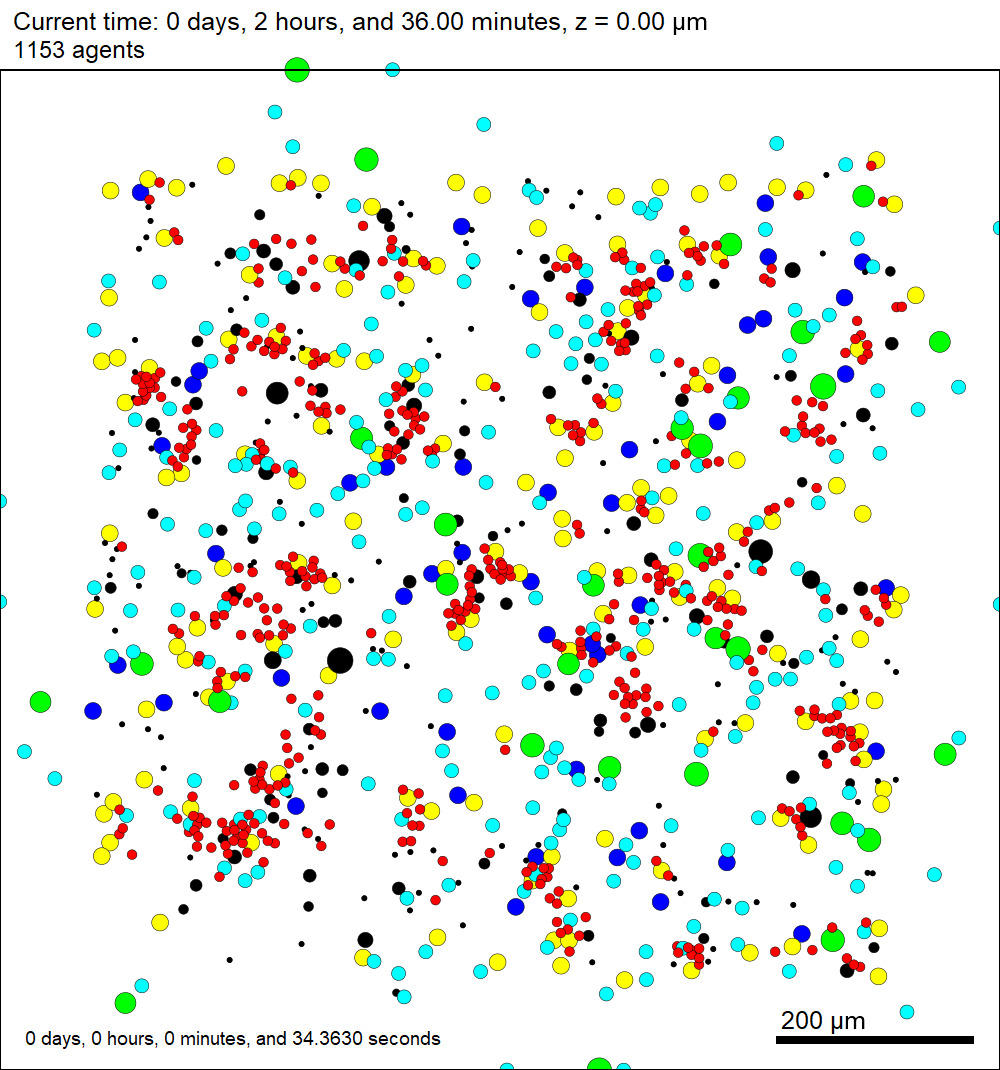 Current time: 0 days, 2 hours, and 36.00 minutes, z = 0.00 µm
1153 agents
200 µm
0 days, 0 hours, 0 minutes, and 34.3630 seconds